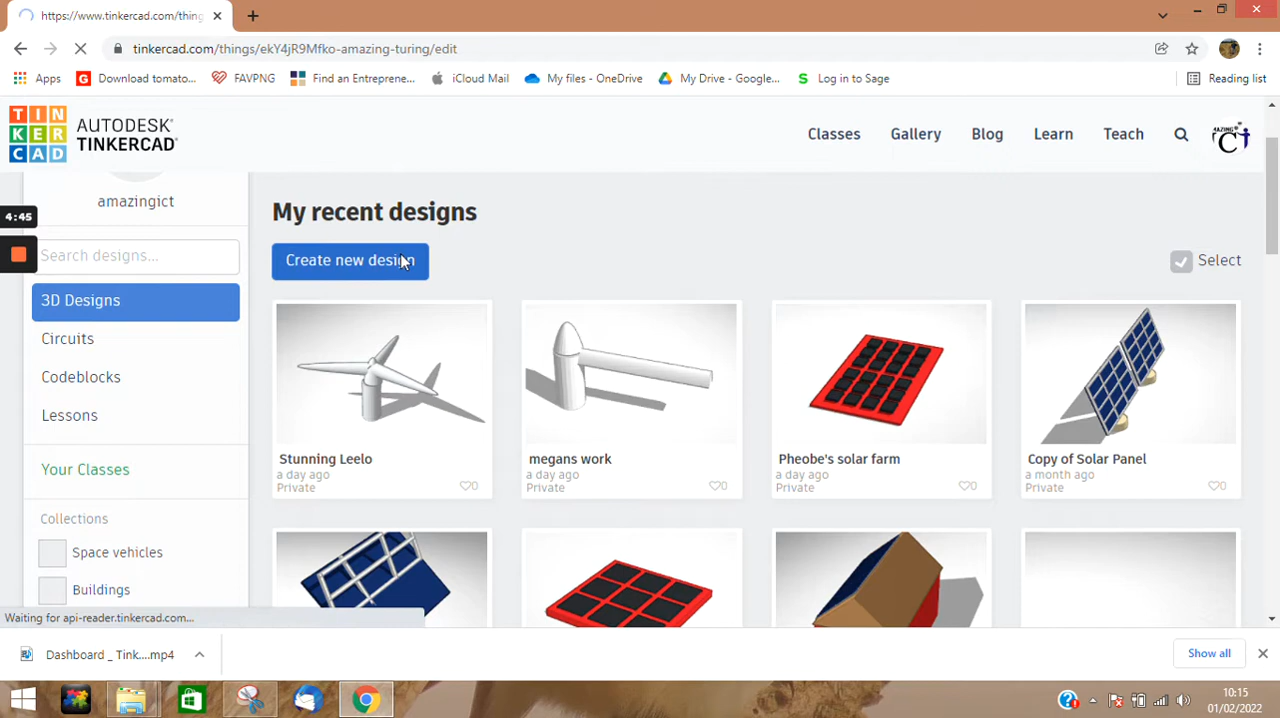 https://www.tinkercad.com/thing
tinkercad.com/things/ekY4jR9Mfko-amazing-turing/edit
Apps
Download tomato...
FAVPNG
Find an Entreprene...
iCloud Mail
My files - OneDrive
My Drive - Google...
Log in to Sage
Reading list
TIN
KER
CAD
AUTODESK®
TINKERCAD®
Classes
Gallery
Blog
Learn
Teach
4:45
amazingict
Search designs...
3D Designs
Circuits
Codeblocks
Lessons
Your Classes
Collections
Space vehicles
Buildings
My recent designs
Create new design
Select
Stunning Leelo
a day ago
Private
0
megans work
a day ago
Private
0
Pheobe's solar farm
a day ago
Private
0
Copy of Solar Panel
a month ago
Private
0
Waiting for api-reader.tinkercad.com...
Dashboard _ Tink....mp4
Show all
10:15
01/02/2022